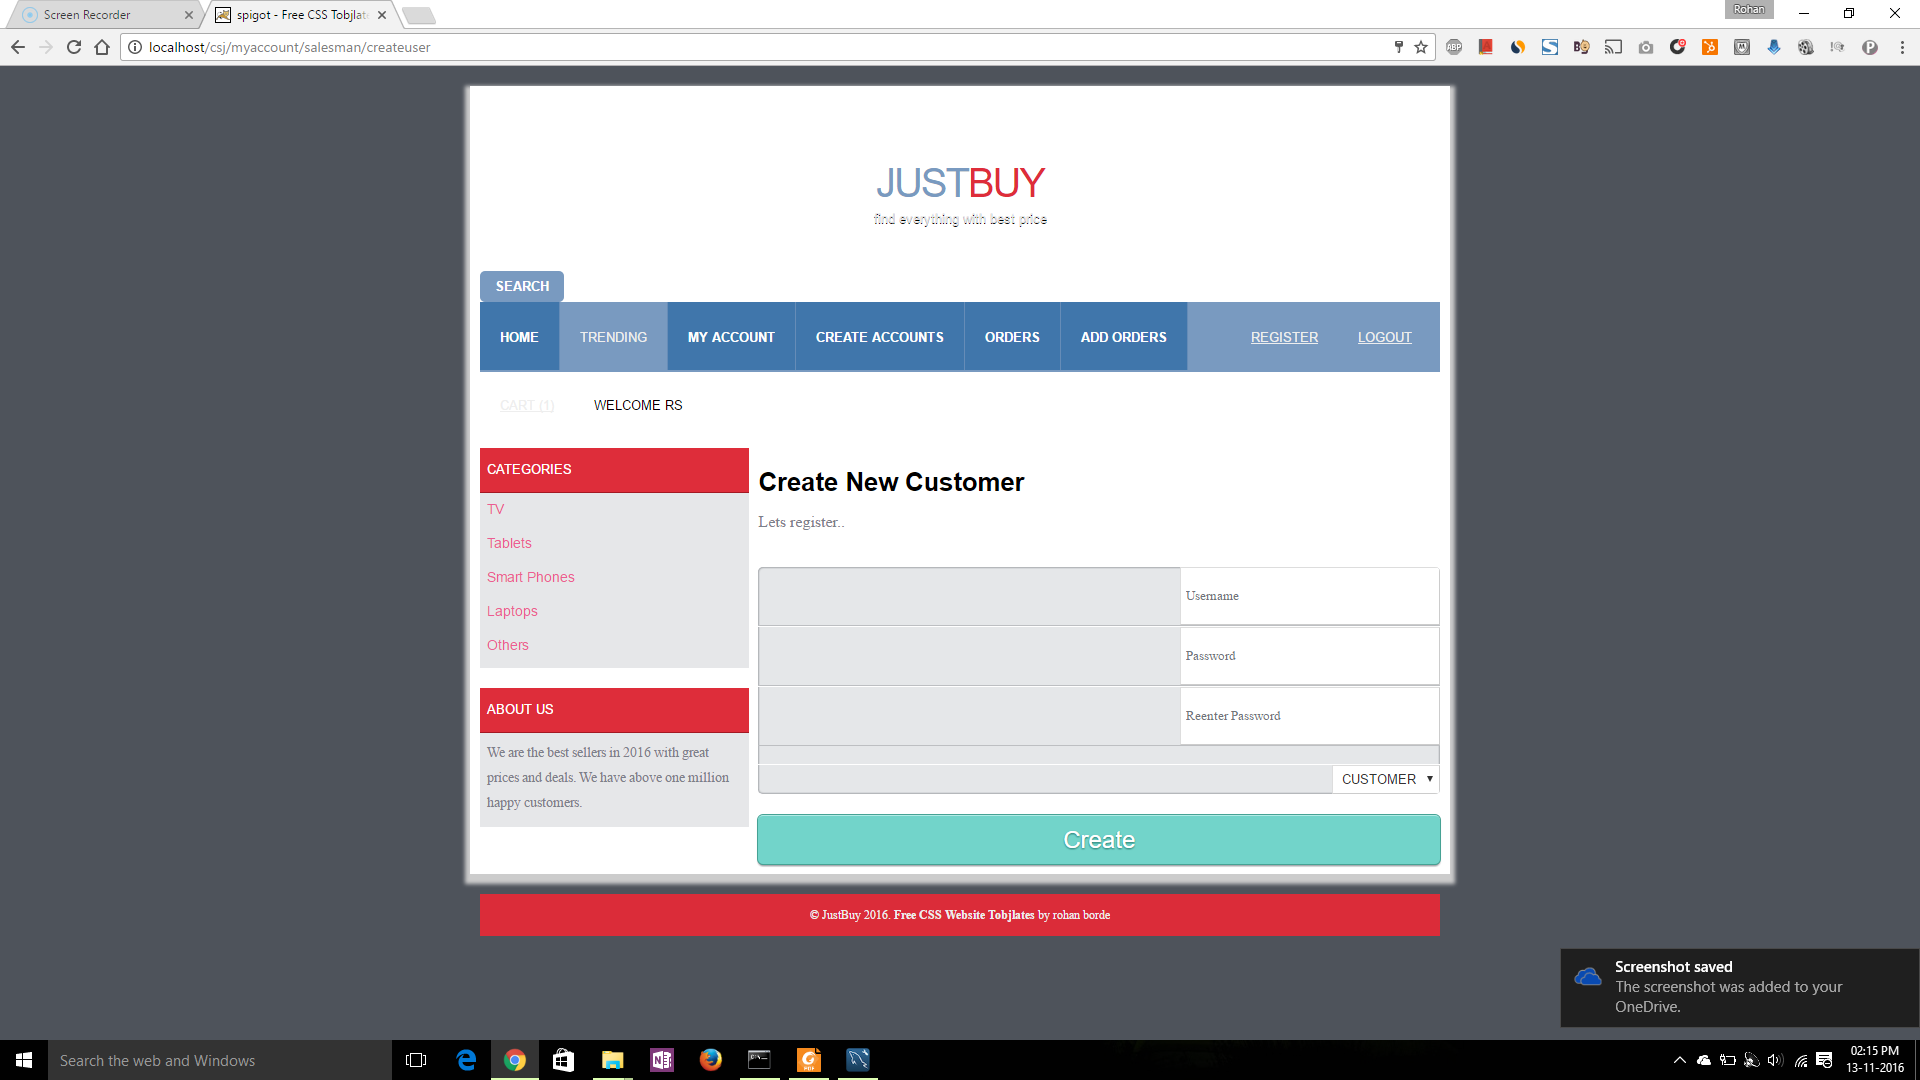 Screen Recorder
spigot - Free CSS Tobjlat
Rohan
localhost/csj/myaccount/salesman/createuser
JUSTBUY
find everything with best price
SEARCH
HOME TRENDING MY ACCOUNT CREATE ACCOUNTS ORDERS ADD ORDERS REGISTER LOGOUT
CART (1) WELCOME RS
CATEGORIES
TV
Tablets
Smart Phones
Laptops
Others
ABOUT US
We are the best sellers in 2016 with great
prices and deals. We have above one million
happy customers.
Create New Customer
Lets register..
Username
Password
Reenter Password
CUSTOMER
Create
© JustBuy 2016. Free CSS Website Tobjlates by rohan borde
Screenshot saved
The screenshot was added to your
OneDrive.
Search the web and Windows
02:15 PM
13-11-2016